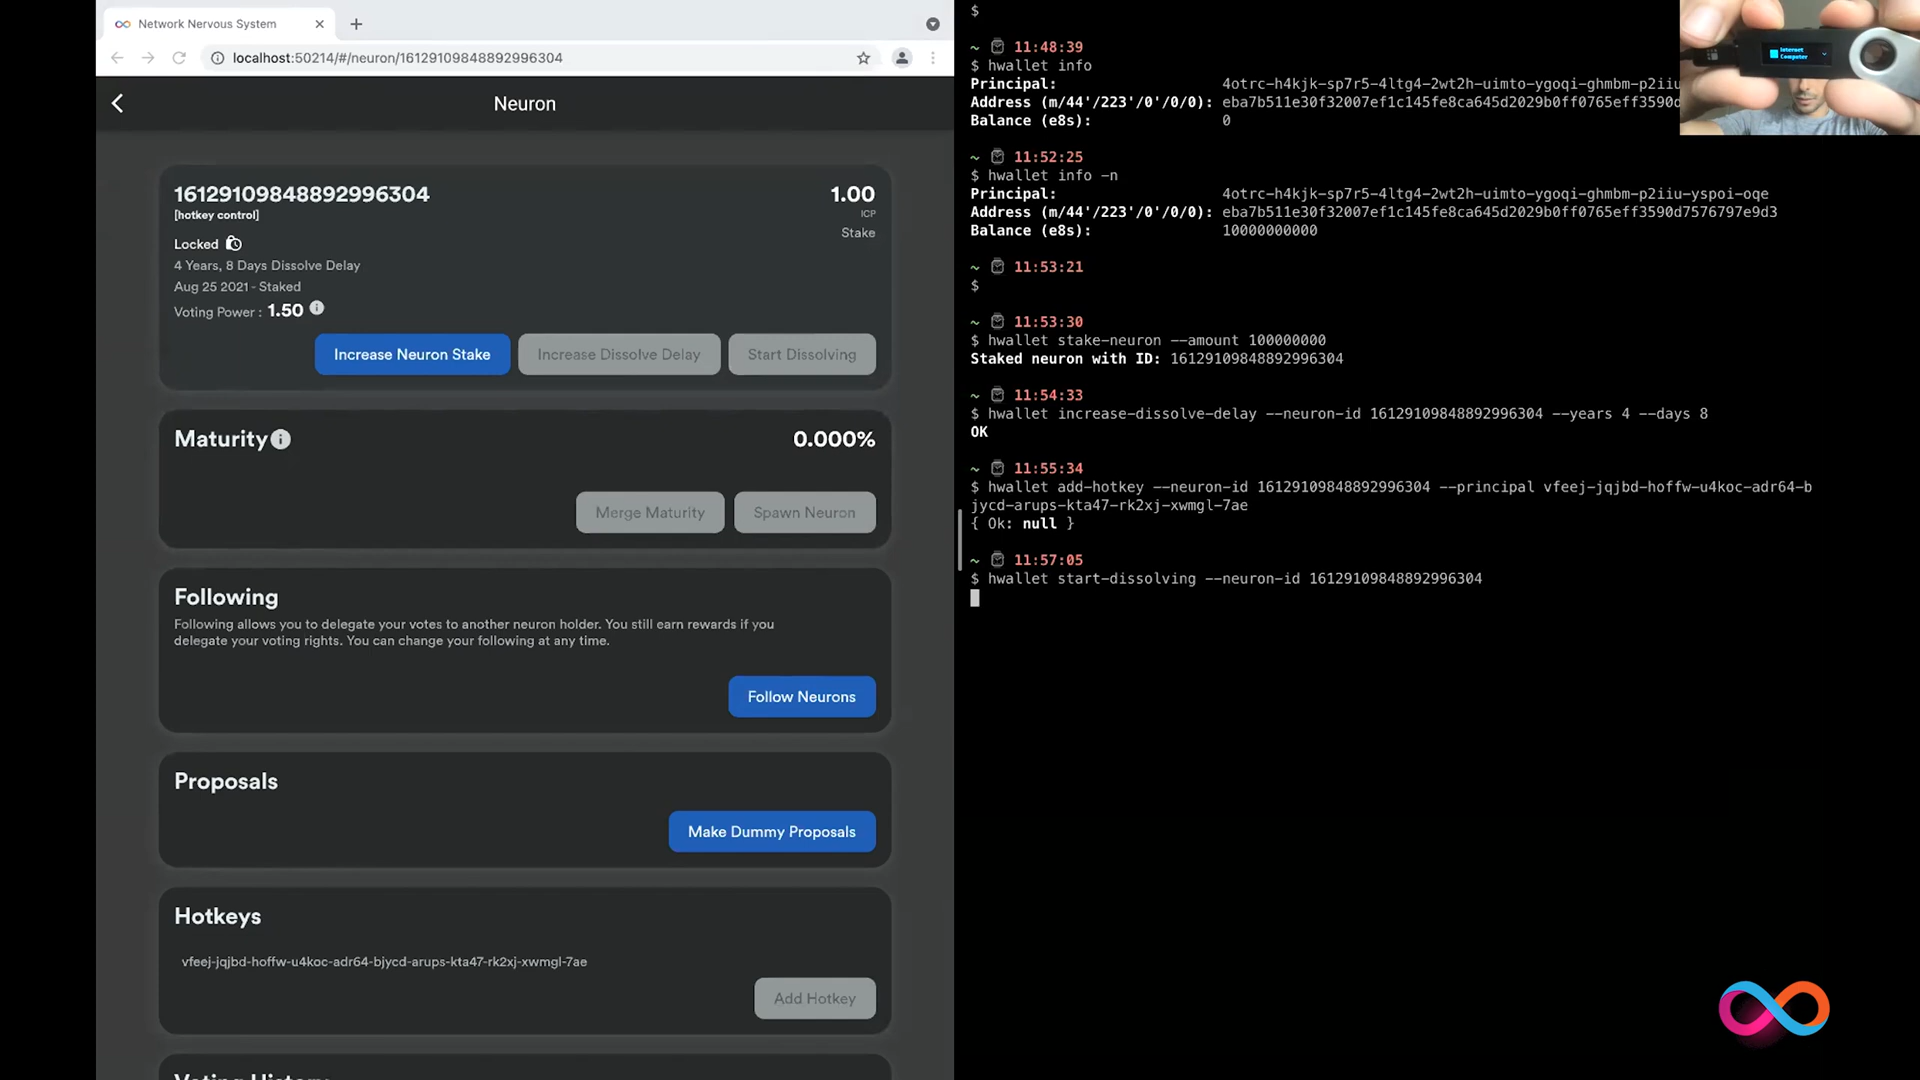 Network Nervous System
localhost:50214/#/neuron/16129109848892996304
Neuron
16129109848892996304
1.00
[hotkey control]
ICP
Stake
Locked
4 Years, 8 Days Dissolve Delay
Aug 25 2021 - Staked
Voting Power : 1.50
Increase Neuron Stake
Increase Dissolve Delay
Start Dissolving
Maturity
0.000%
Merge Maturity
Spawn Neuron
Following
Following allows you to delegate your votes to another neuron holder. You still earn rewards if you
delegate your voting rights. You can change your following at any time.
Follow Neurons
Proposals
Make Dummy Proposals
Hotkeys
vfeej-jqjbd-hoffw-u4koc-adr64-bjycd-arups-kta47-rk2xj-xwmgl-7ae
Add Hotkey
Voting History
$
~ 11:48:39
$ hwallet info
Principal: 4otrc-h4kjk-sp7r5-4ltg4-2wt2h-uimto-ygoqi-ghmbm-p2iiu
Address (m/44'/223'/0'/0/0): eba7b511e30f32007ef1c145fe8ca645d2029b0ff0765eff3590d
Balance (e8s): 0
~ 11:52:25
$ hwallet info -n
Principal: 4otrc-h4kjk-sp7r5-4ltg4-2wt2h-uimto-ygoqi-ghmbm-p2iiu-yspoi-oqe
Address (m/44'/223'/0'/0/0): eba7b511e30f32007ef1c145fe8ca645d2029b0ff0765eff3590d7576797e9d3
Balance (e8s): 10000000000
~ 11:53:21
$
~ 11:53:30
$ hwallet stake-neuron --amount 100000000
Staked neuron with ID: 16129109848892996304
~ 11:54:33
$ hwallet increase-dissolve-delay --neuron-id 16129109848892996304 --years 4 --days 8
OK
~ 11:55:34
$ hwallet add-hotkey --neuron-id 16129109848892996304 --principal vfeej-jqjbd-hoffw-u4koc-adr64-b
jycd-arups-kta47-rk2xj-xwmgl-7ae
{ Ok: null }
~ 11:57:05
$ hwallet start-dissolving --neuron-id 16129109848892996304
Internet
Computer